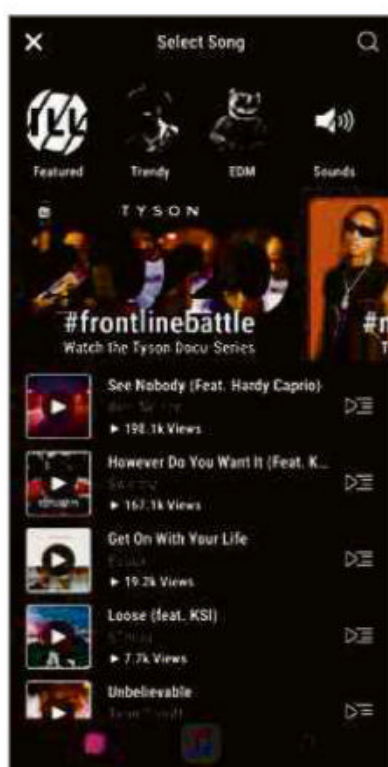 Select Song
Featured
Trendy
EDM
Sounds
TYSON
2020
#frontlinebattle
Watch the Tyson Docu-Series
See Nobody (Feat. Hardy Caprio)
▶ 198.1k Views
However Do You Want It (Feat. K...
▶ 167.1k Views
Get On With Your Life
▶ 19.2k Views
Loose (feat. KSI)
▶ 7.7k Views
Unbelievable